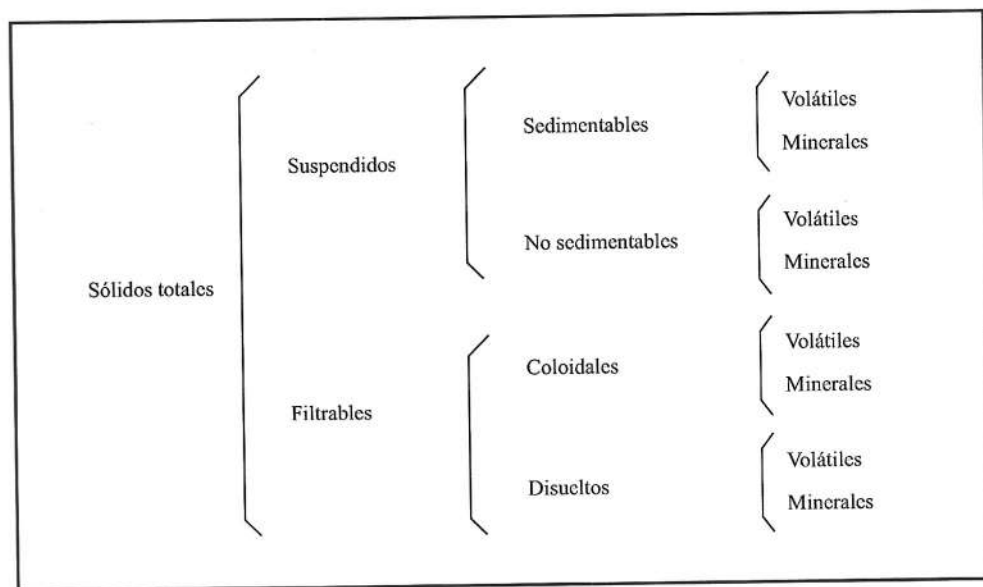 Sólidos totales
Suspendidos
Sedimentables
Volátiles
Minerales
No sedimentables
Volátiles
Minerales
Filtrables
Coloidales
Volátiles
Minerales
Disueltos
Volátiles
Minerales